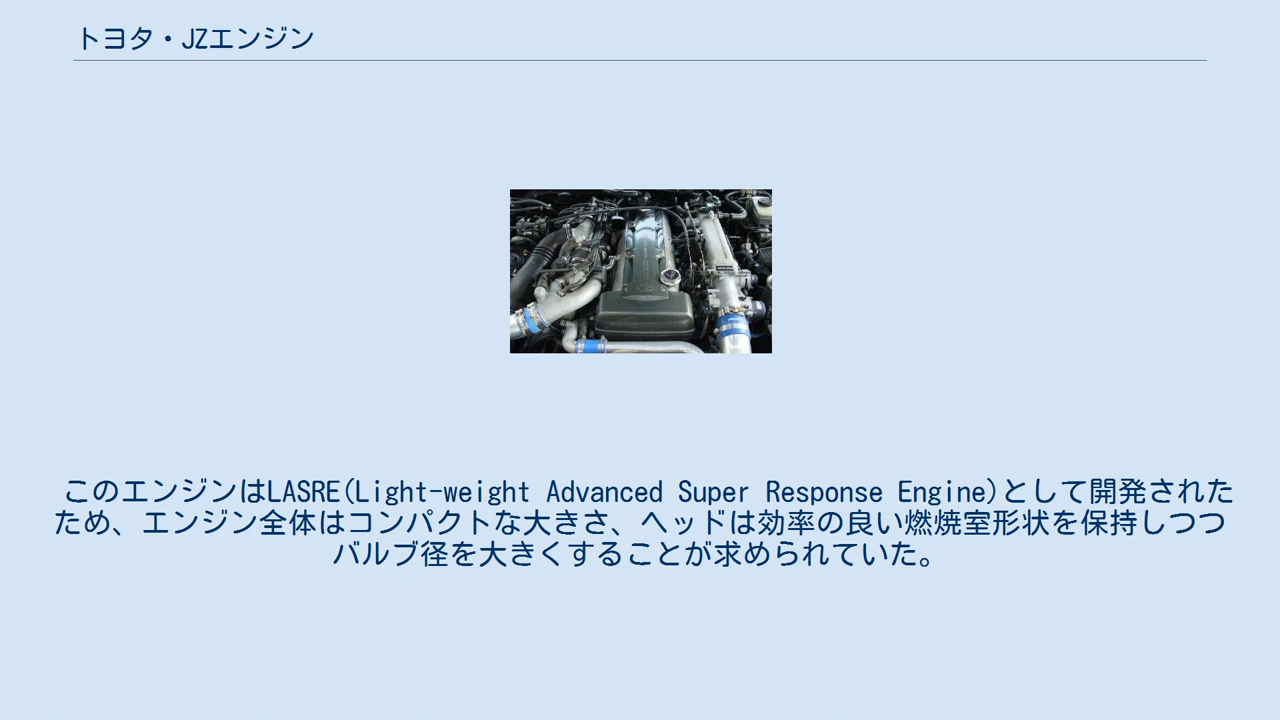 トヨタ・JZエンジン
このエンジンはLASRE(Light-weight Advanced Super Response Engine)として開発された
ため、エンジン全体はコンパクトな大きさ、ヘッドは効率の良い燃焼室形状を保持しつつ
バルブ径を大きくすることが求められていた。